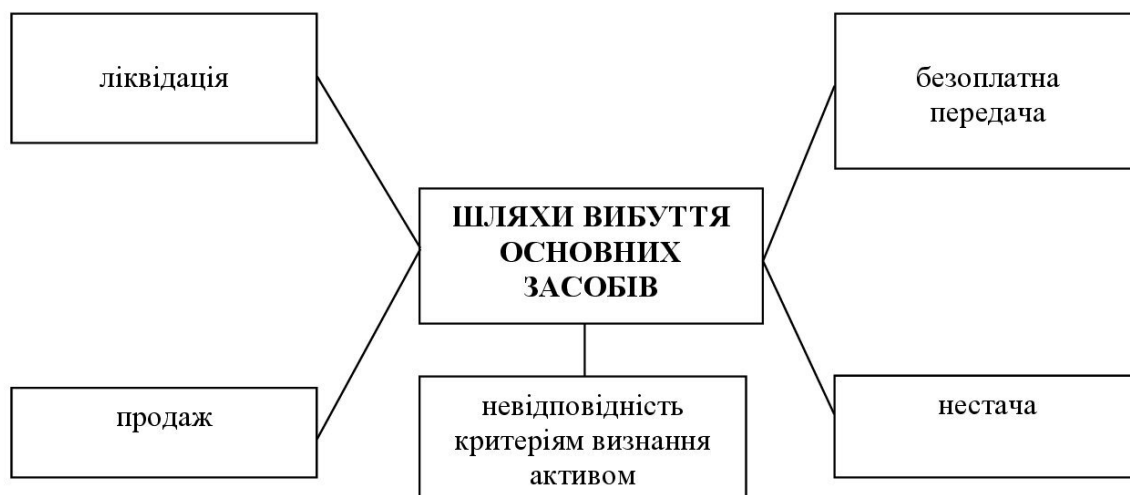 ліквідація
безоплатна
передача
ШЛЯХИ ВИБУТТЯ
ОСНОВНИХ
ЗАСОБІВ
продаж
невідповідність
критеріям визнання
активом
нестача